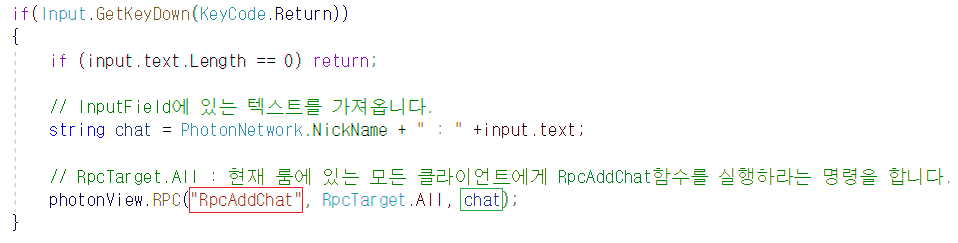 if(Input.GetKeyDown(KeyCode.Return))
{
if (input.text.Length == 0) return;
// InputField에 있는 텍스트를 가져옵니다.
string chat = PhotonNetwork.NickName + " : " +input.text;
// RpcTarget.All : 현재 룸에 있는 모든 클라이언트에게 RpcAddChat함수를 실행하라는 명령을 합니다.
photonView.RPC("RpcAddChat", RpcTarget.All, chat);
}